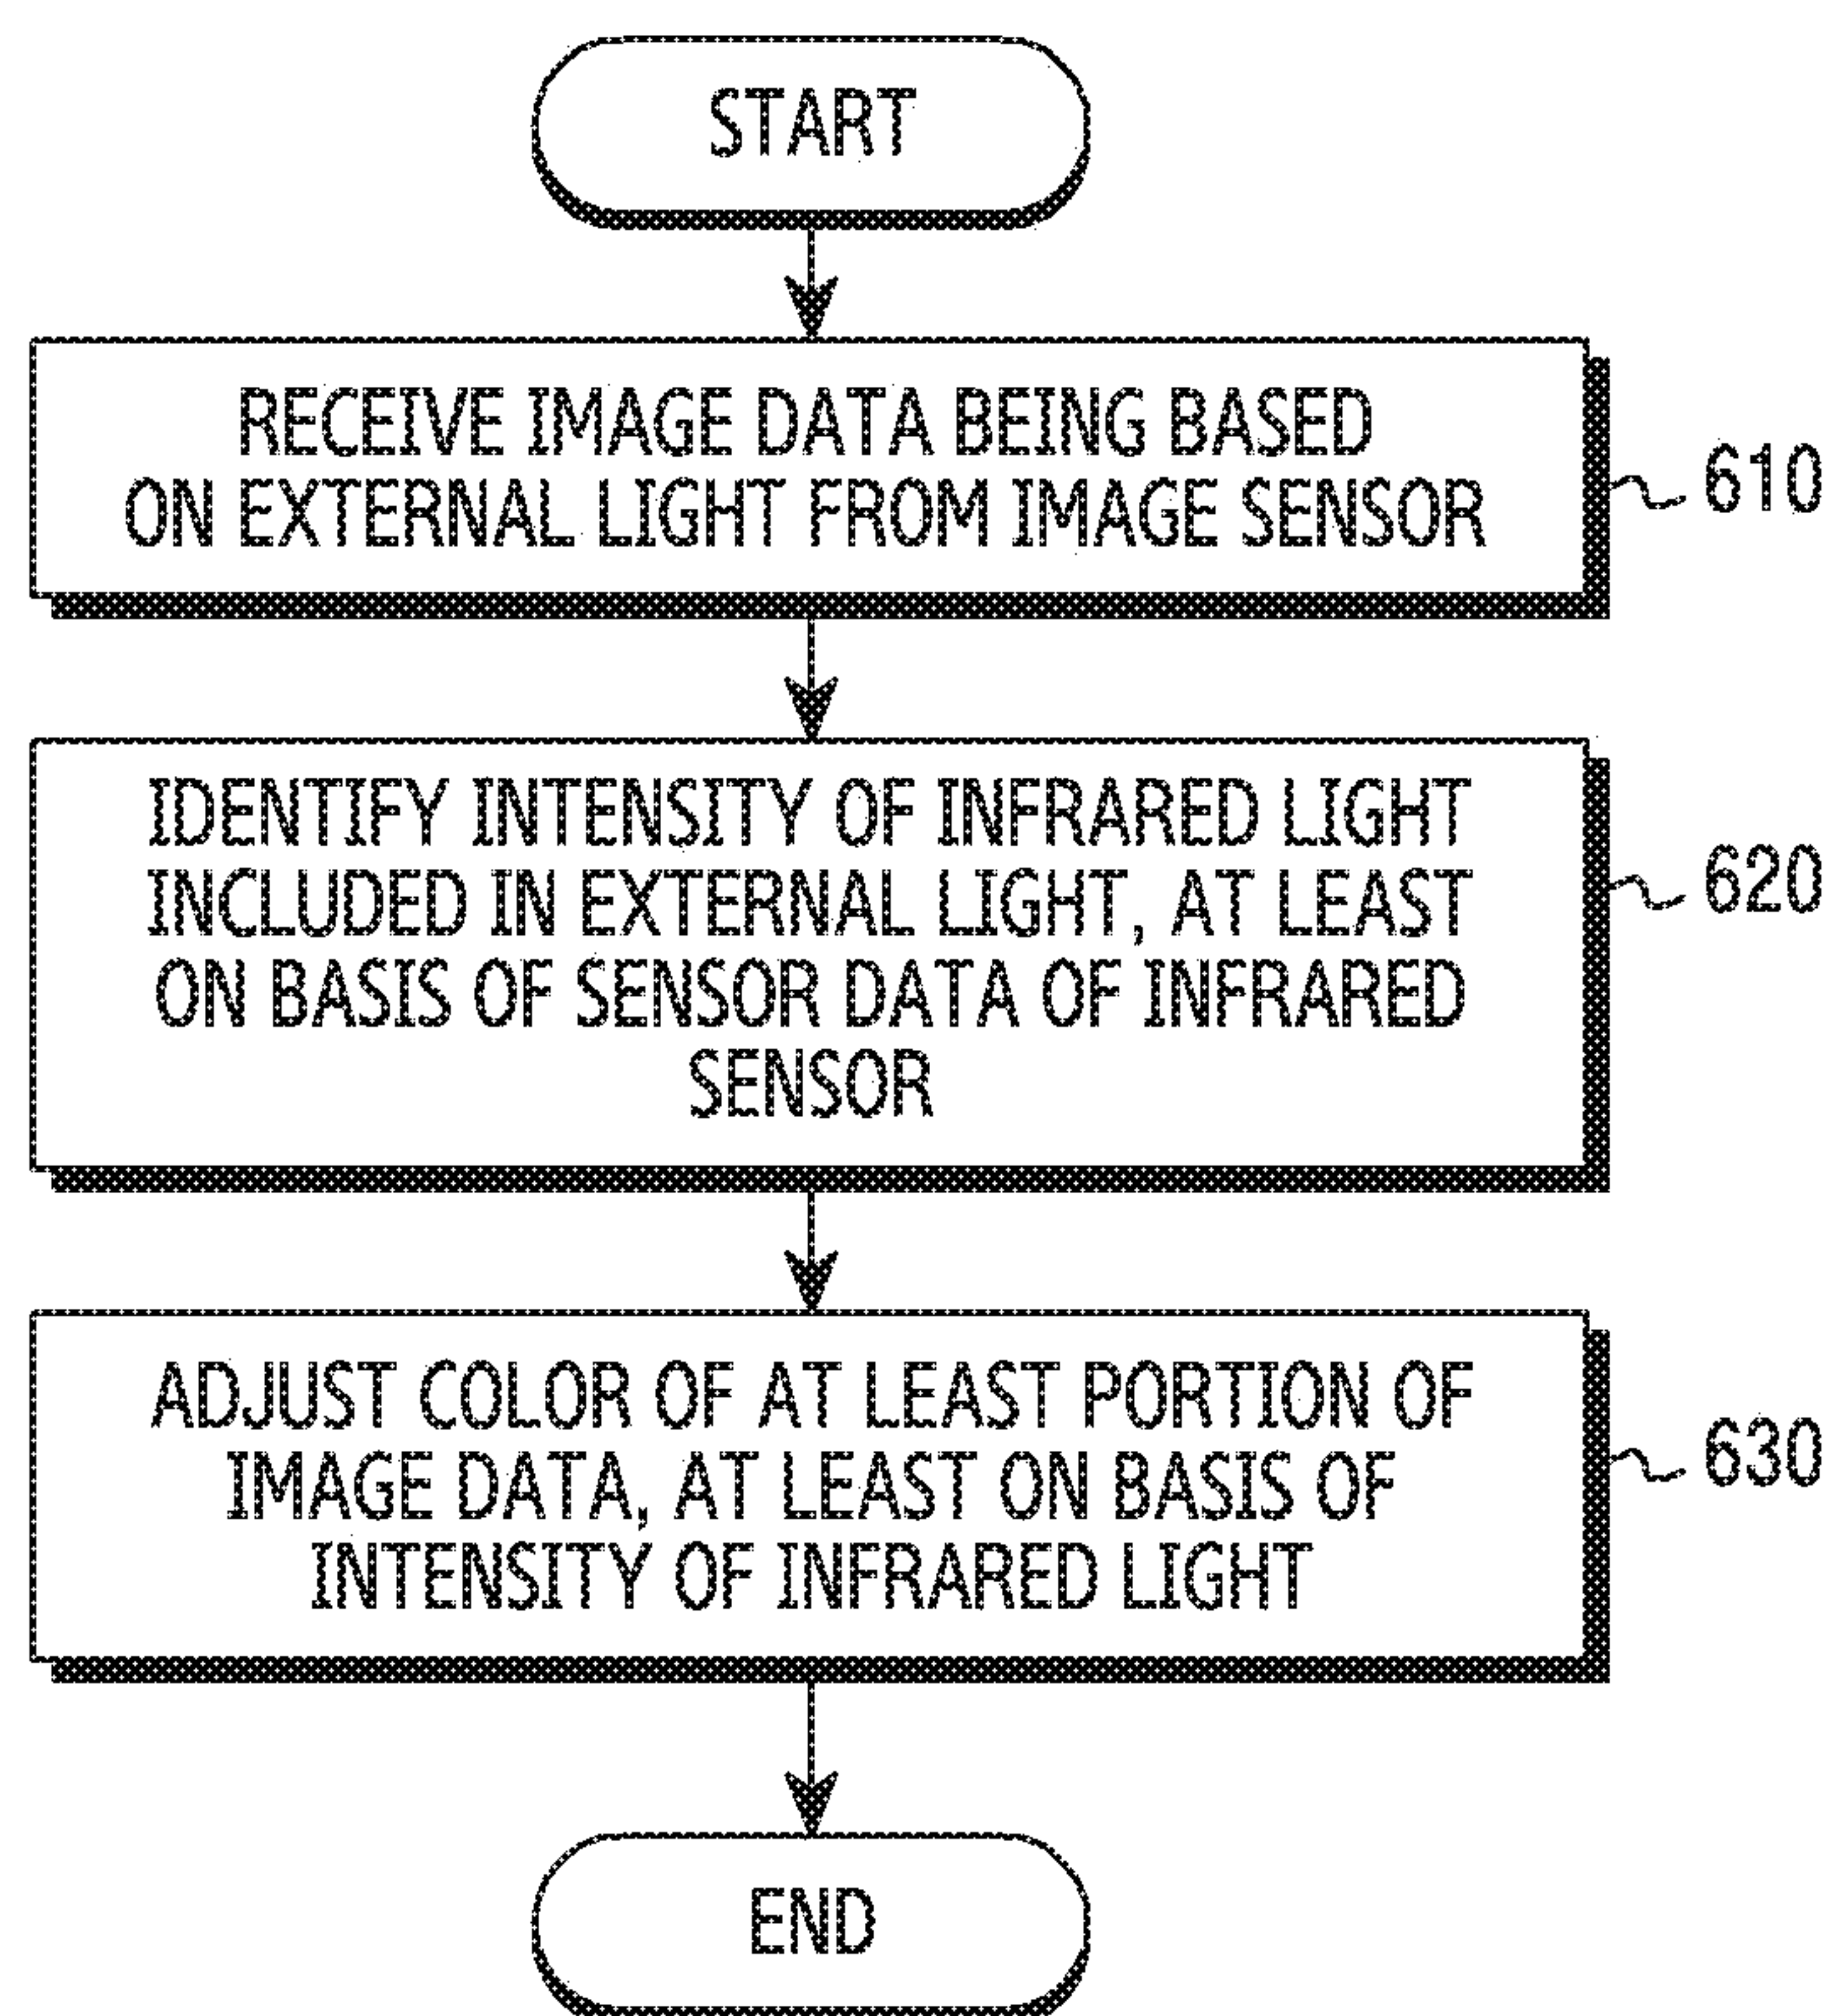 START
RECEIVE IMAGE DATA BEING BASED
ON EXTERNAL LIGHT FROM IMAGE SENSOR
610
IDENTIFY INTENSITY OF INFRARED LIGHT
INCLUDED IN EXTERNAL LIGHT, AT LEAST
ON BASIS OF SENSOR DATA OF INFRARED
SENSOR
620
ADJUST COLOR OF AT LEAST PORTION OF
IMAGE DATA, AT LEAST ON BASIS OF
INTENSITY OF INFRARED LIGHT
630
END